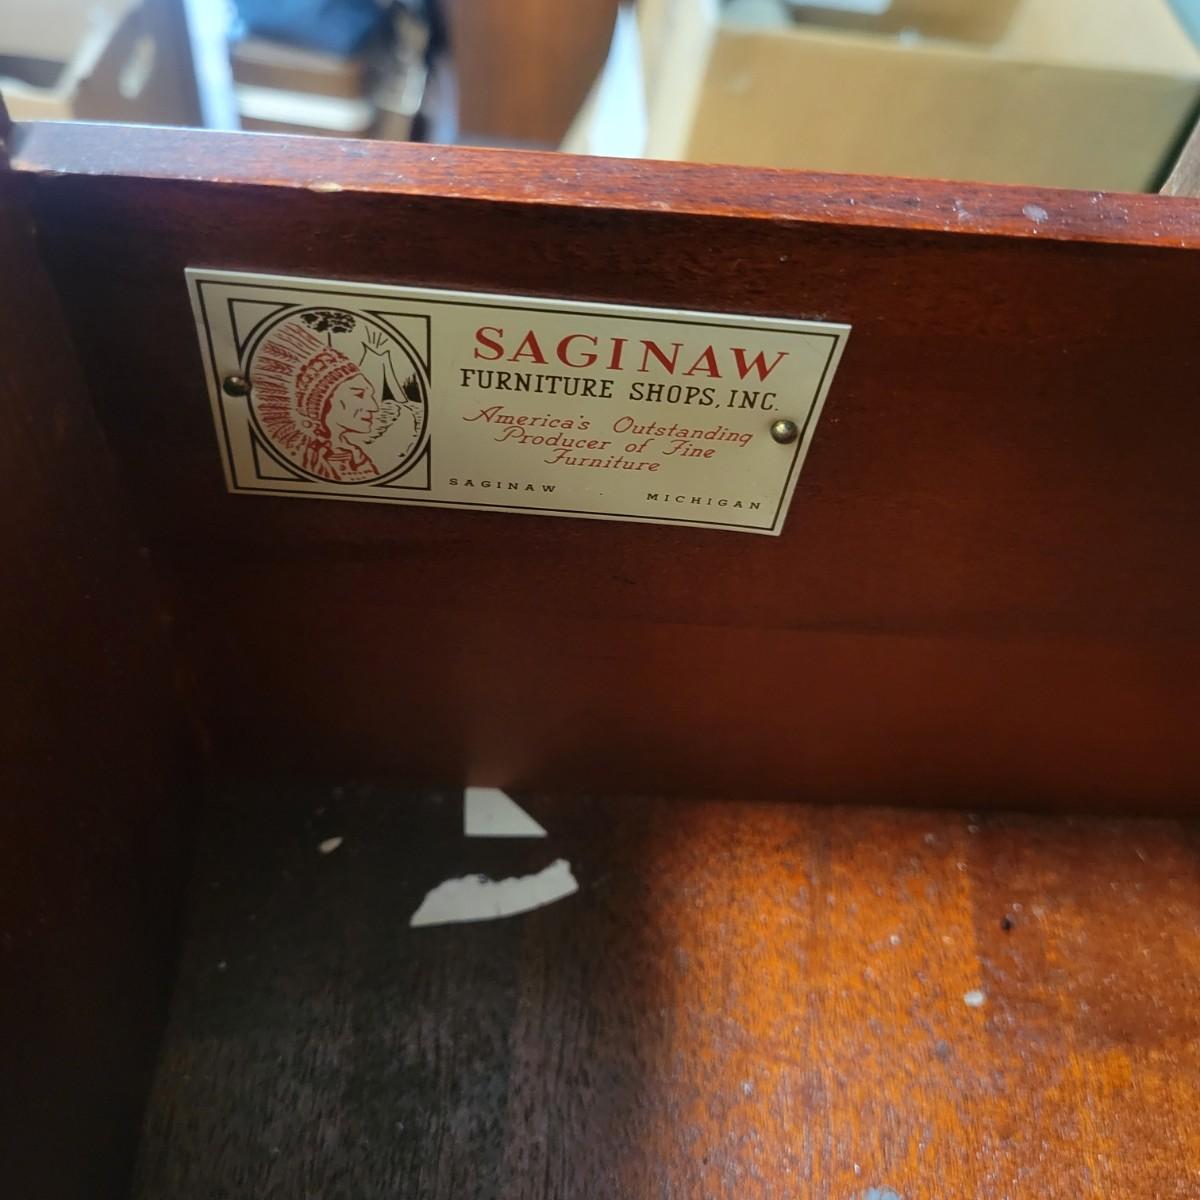 SAGINAW
FURNITURE SHOPS, INC.
America's Outstanding
Producer of Fine
Furniture
SAGINAW . MICHIGAN